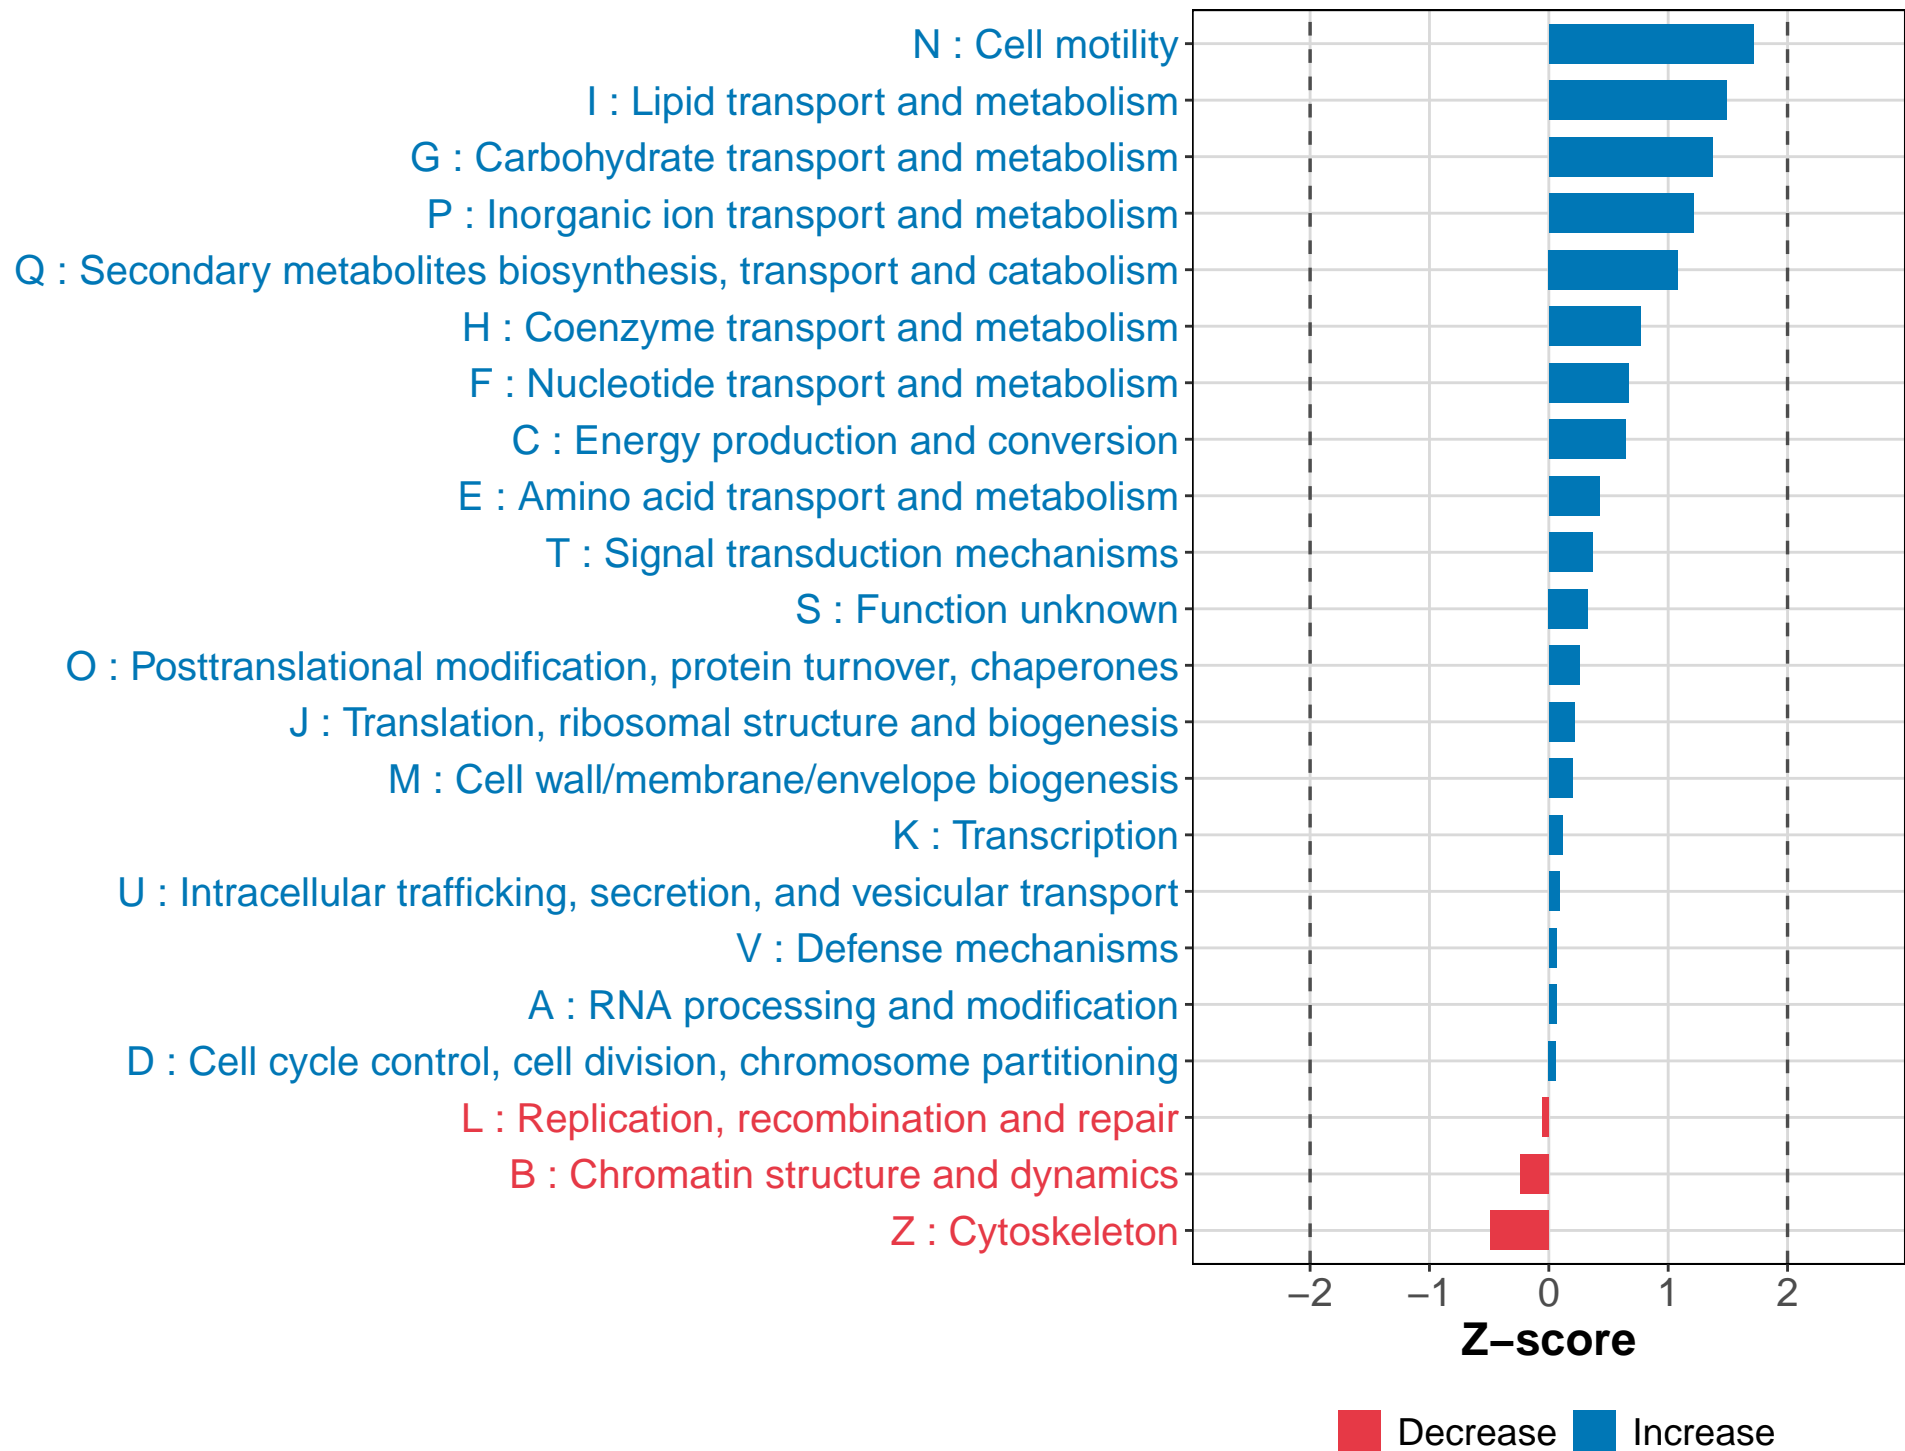 N : Cell motility
I : Lipid transport and metabolism
G : Carbohydrate transport and metabolism
P : Inorganic ion transport and metabolism
Q : Secondary metabolites biosynthesis, transport and catabolism
H : Coenzyme transport and metabolism
F : Nucleotide transport and metabolism
C : Energy production and conversion
E : Amino acid transport and metabolism
T : Signal transduction mechanisms
S : Function unknown
O : Posttranslational modification, protein turnover, chaperones
J : Translation, ribosomal structure and biogenesis
M : Cell wall/membrane/envelope biogenesis
K : Transcription
U : Intracellular trafficking, secretion, and vesicular transport
V : Defense mechanisms
A : RNA processing and modification
D : Cell cycle control, cell division, chromosome partitioning
L : Replication, recombination and repair
B : Chromatin structure and dynamics
Z : Cytoskeleton
−2 −1 0 1 2
Z−score
Decrease Increase